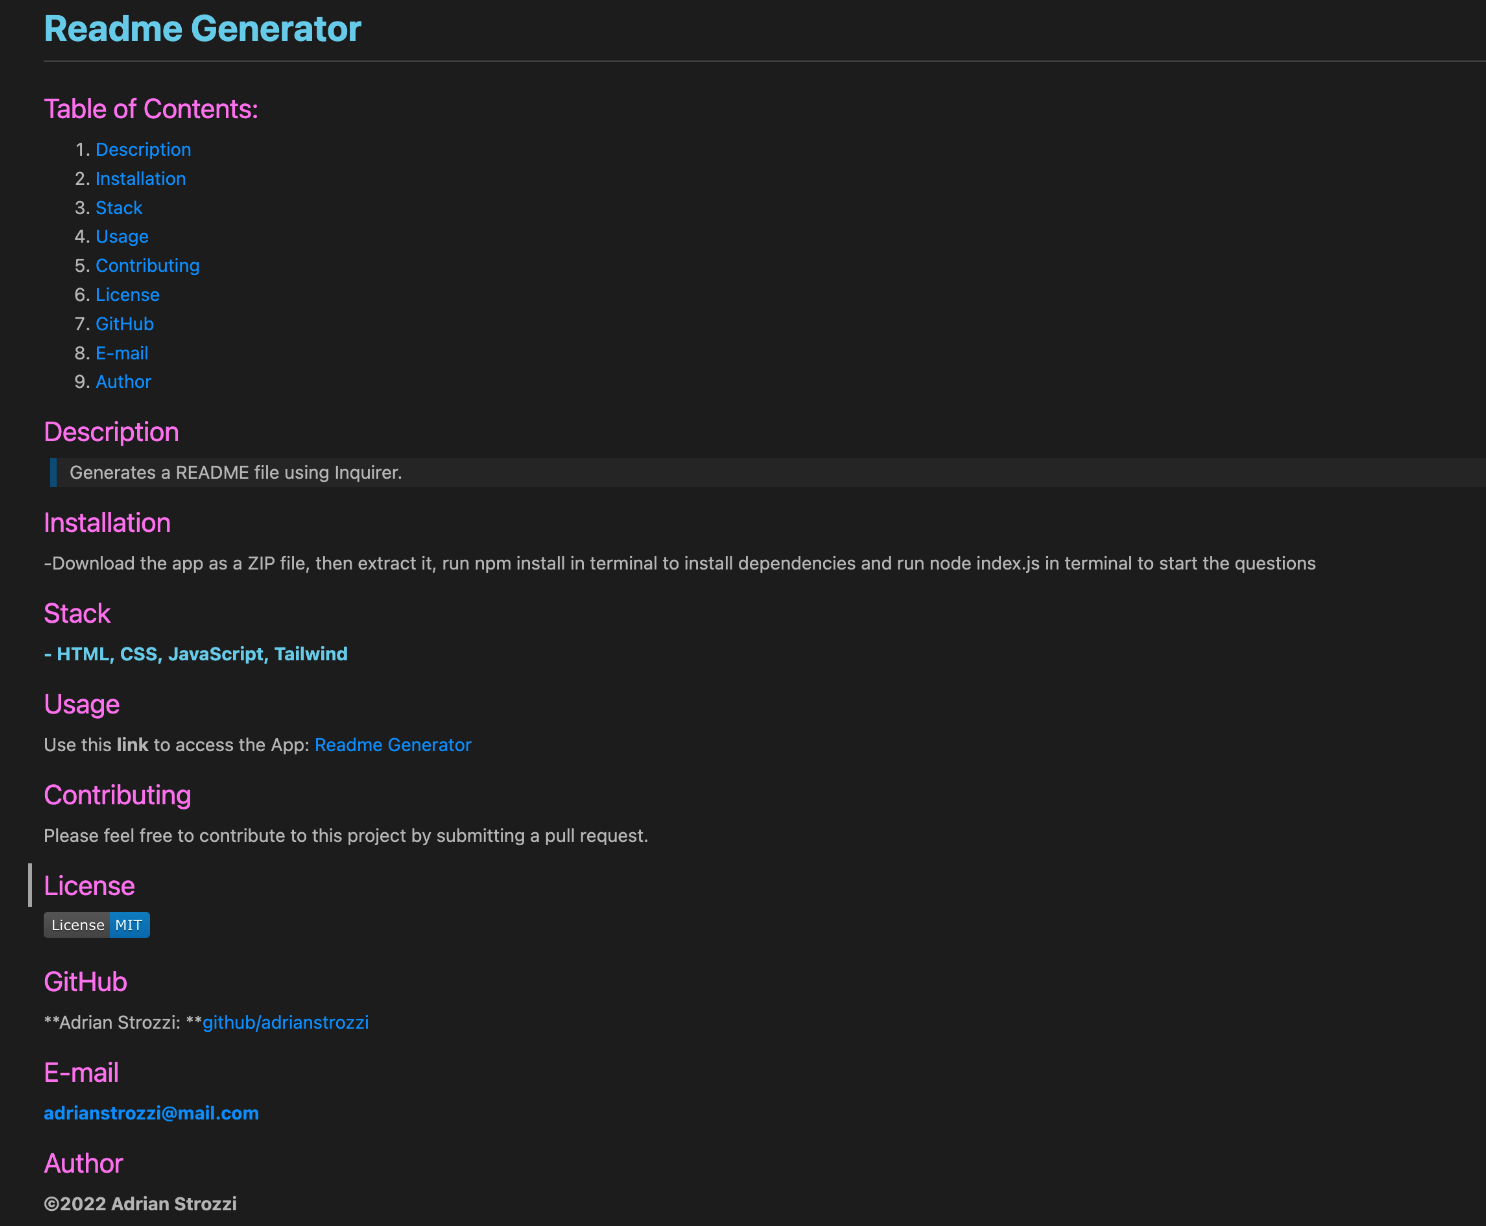 Readme Generator
Table of Contents:
1. Description
2. Installation
3. Stack
4. Usage
5. Contributing
6. License
7. GitHub
8. E-mail
9. Author
Description
Generates a README file using Inquirer.
Installation
-Download the app as a ZIP file, then extract it, run npm install in terminal to install dependencies and run node index.js in terminal to start the questions
Stack
- HTML, CSS, JavaScript, Tailwind
Usage
Use this link to access the App: Readme Generator
Contributing
Please feel free to contribute to this project by submitting a pull request.
License
License MIT
GitHub
**Adrian Strozzi: **github/adrianstrozzi
E-mail
adrianstrozzi@mail.com
Author
©2022 Adrian Strozzi